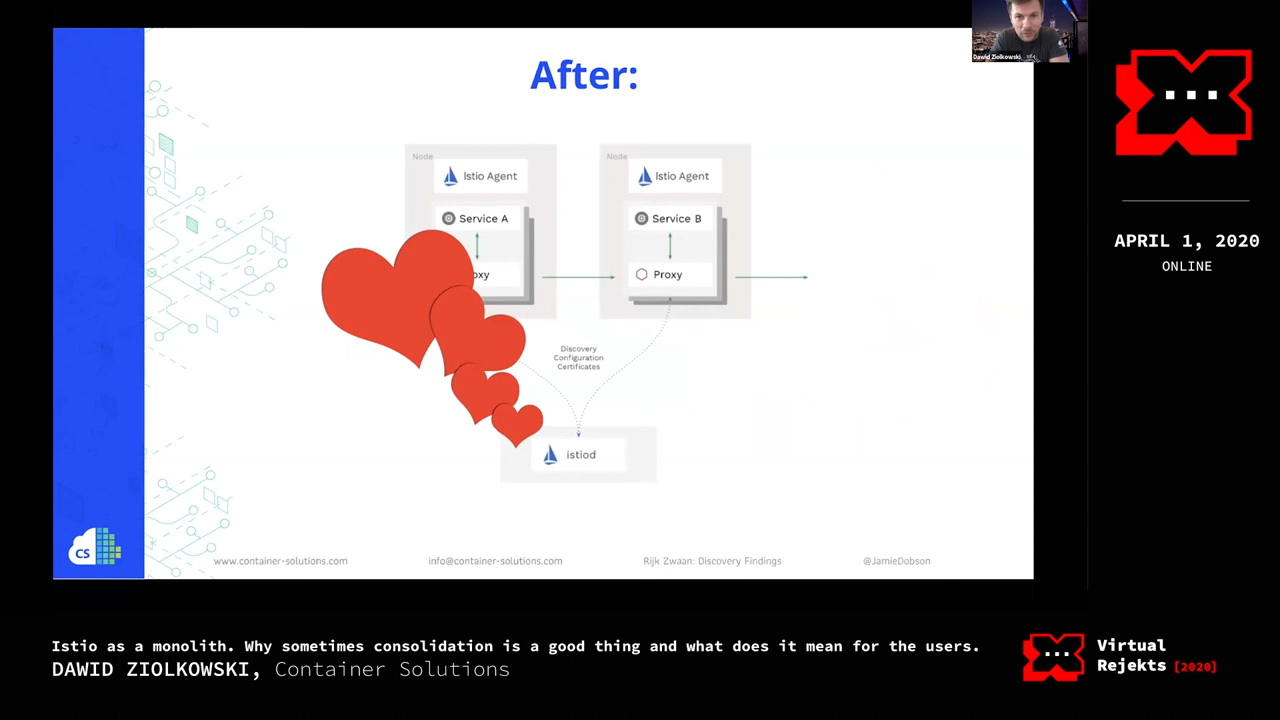 After:
Node
Istio Agent
Service A
oxy
Node
Istio Agent
Service B
Proxy
Discovery
Configuration
Certificates
istiod
CS
www.container-solutions.com
info@container-solutions.com
Rijk Zwaan: Discovery Findings
@JamieDobson
Dawid Ziolkowski
APRIL 1, 2020
ONLINE
Istio as a monolith. Why sometimes consolidation is a good thing and what does it mean for the users.
DAWID ZIOLKOWSKI, Container Solutions
Virtual
Rejekts [2020]